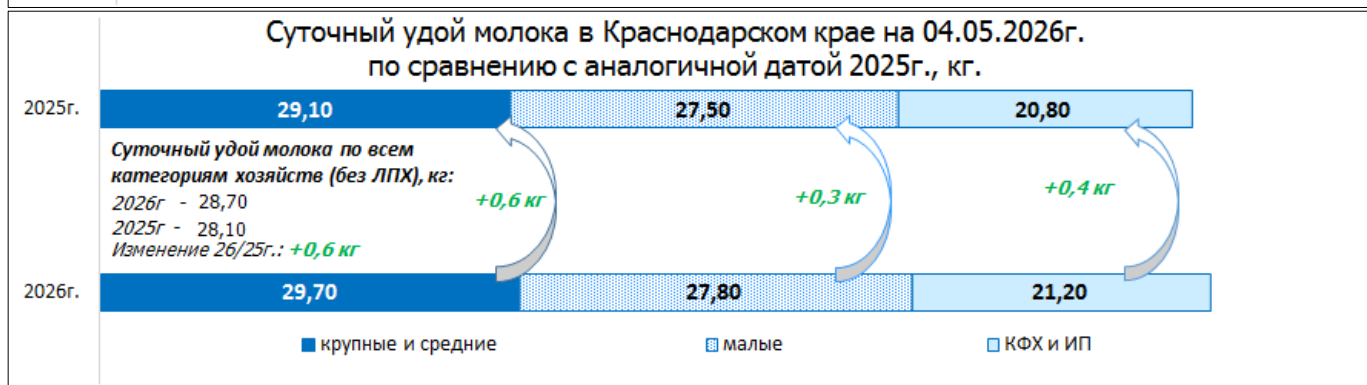 Суточный удой молока в Краснодарском крае на 04.05.2026г.
по сравнению с аналогичной датой 2025г., кг.
2025г.
29,10
27,50
20,80
Суточный удой молока по всем
категориям хозяйств (без ЛПХ), кг:
2026г - 28,70
2025г - 28,10
Изменение 26/25г.: +0,6 кг
+0,6 кг
+0,3 кг
+0,4 кг
2026г.
29,70
27,80
21,20
крупные и средние
малые
КФХ и ИП